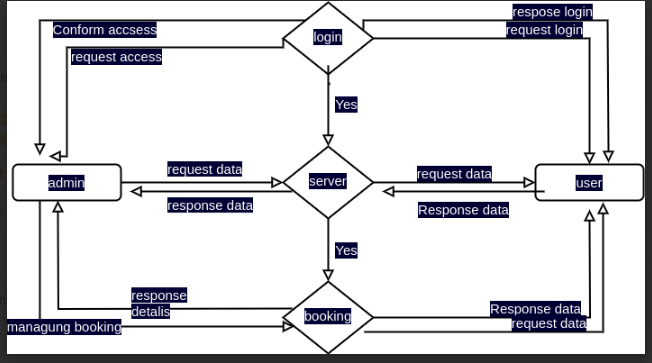 respose login
Conform accsess
request login
login
request access
Yes
request data
request data
admin
server
user
response data
Response data
Yes
response
detalis
Response data
booking
request data
managung booking